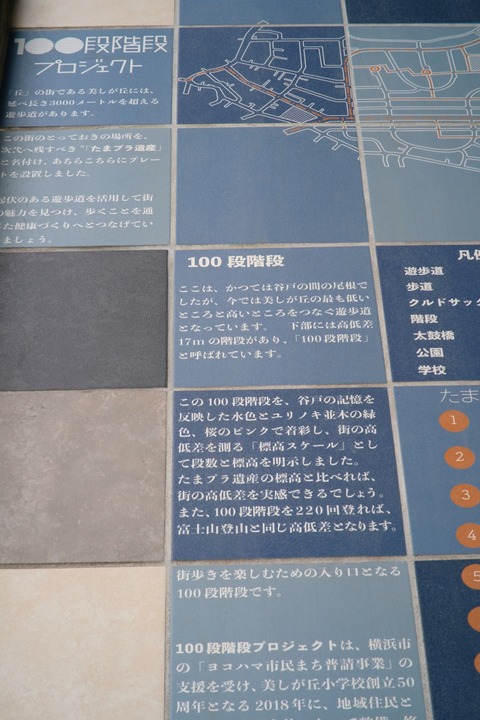 100段階段
プロジェクト
「丘」の街である美しが丘には、
延べ長さ3000メートルを超える
遊歩道があります。
この街のとっておきの場所を、
次代へ残すべき“「たまプラ遺産」
と名付け、あちらこちらにプレー
トを設置しました。
起伏のある遊歩道を活用して街
の魅力を見つけ、歩くことを通
じた健康づくりへとつなげてい
ましょう。
100段階段
ここは、かつては谷戸の間の尾根で
したが、今では美しが丘の最も低い
ところと高いところをつなぐ遊歩道
となっています。 下部には高低差
17mの階段があり、「100段階段」
と呼ばれています。
この100段階段を、谷戸の記憶を
反映した水色とユリノキ並木の緑
色、桜のピンクで着彩し、街の高
低差を測る「標高スケール」とし
て段数と標高を明示しました。
たまプラ遺産の標高と比べれば、
街の高低差を実感できるでしょう。
また、100段階段を220回登れば、
富士山登山と同じ高低差となります。
街歩きを楽しむための入り口となる
100段階段です。
100段階段プロジェクトは、横浜市
の「ヨコハマ市民まち普請事業」の
支援を受け、美しが丘小学校創立50
周年となる2018年に、地域住民と
凡例
遊歩道
歩道
クルドサック
階段
太鼓橋
公園
学校
たま
1
2
3
4
5